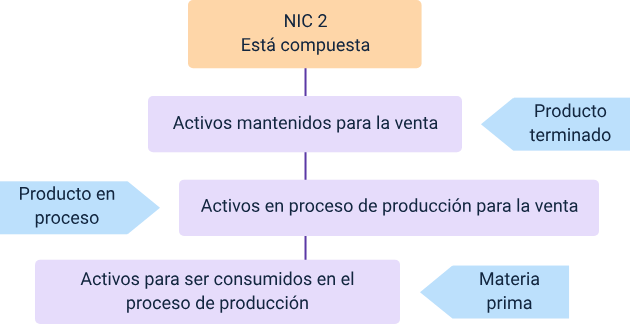 NIC 2
Está compuesta
Activos mantenidos para la venta
Producto
terminado
Producto en
proceso
Activos en proceso de producción para la venta
Activos para ser consumidos en el
proceso de producción
Materia
prima